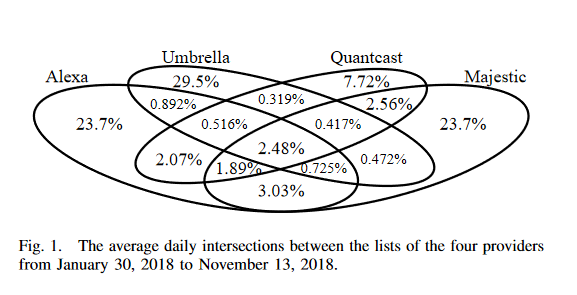 Umbrella Quantcast
Alexa Majestic
29.5% 7.72%
0.892% 0.319% 2.56%
23.7% 0.516% 0.417% 23.7%
2.48%
2.07% 1.89% 0.725% 0.472%
3.03%
Fig. 1. The average daily intersections between the lists of the four providers
from January 30, 2018 to November 13, 2018.